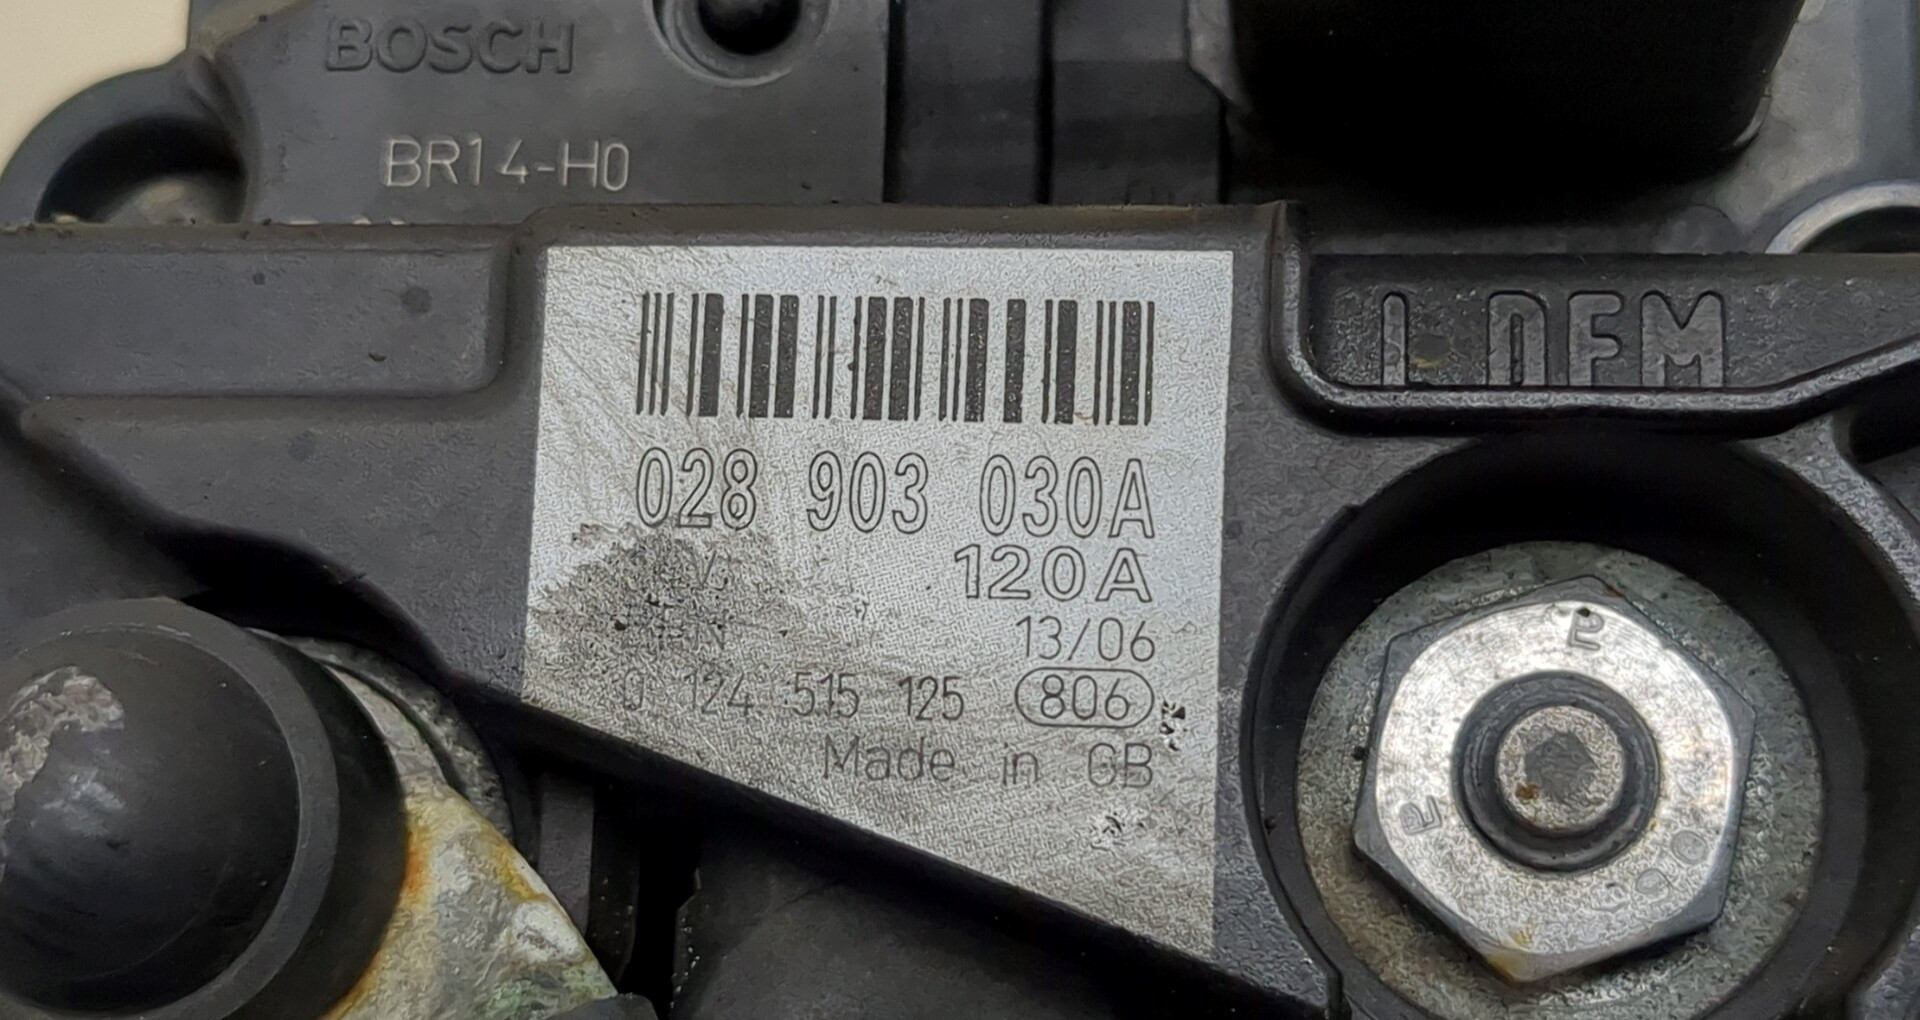 BOSCH
BR14-H0
028 903 030A
120A
13/06
0 124 515 125 806
Made in GB